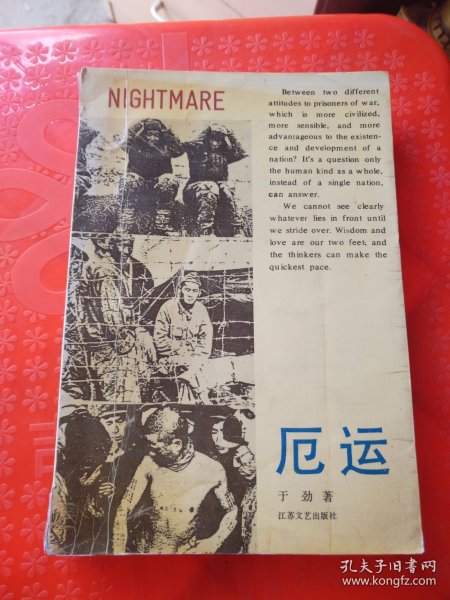 NIGHTMARE
Between two different
attitudes to prisoners of war,
which is more civilized,
more sensible, and more
advantageous to the existen-
ce and development of a
nation? It's a question only
the human kind as a whole,
instead of a single nation,
can answer.
We cannot see clearly
whatever lies in front until
we stride over. Wisdom and
love are our two feet, and
the thinkers can make the
quickest pace.
厄运
于劲著
江苏文艺出版社
孔夫子旧书网
www.kongfz.com